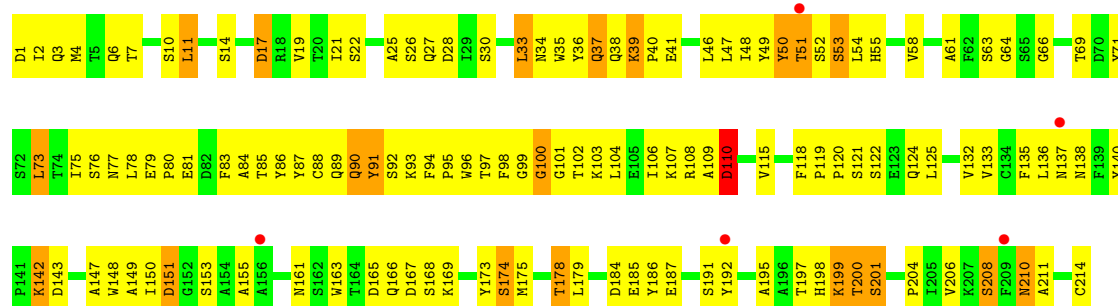 D1 I2 Q3 M4 T5 Q6 T7 S10 L11 S14 D17 R18 V19 T20 I21 S22 A25 S26 Q27 D28 I29 S30 L33 N34 W35 Y36 Q37 Q38 K39 P40 E41 L46 L47 I48 Y49 Y50 T51 S52 S53 L54 H55 V58 A61 F62 S63 G64 S65 G66 T69 D70 Y71
S72 L73 T74 I75 S76 N77 L78 E79 P80 E81 D82 F83 A84 T85 Y86 Y87 C88 Q89 Q90 Y91 S92 K93 F94 P95 W96 T97 F98 G99 G100 G101 T102 K103 L104 E105 I106 K107 R108 A109 D110 V115 F118 P119 P120 S121 S122 E123 Q124 L125 V132 V133 C134 F135 L136 N137 N138 F139 Y140
P141 K142 D143 A147 W148 A149 I150 D151 G152 S153 A154 A155 A156 N161 S162 W163 T164 D165 Q166 D167 S168 K169 Y173 S174 M175 T178 L179 D184 E185 Y186 E187 S191 Y192 A195 A196 T197 H198 K199 T200 S201 P204 I205 V206 K207 S208 F209 N210 A211 C214